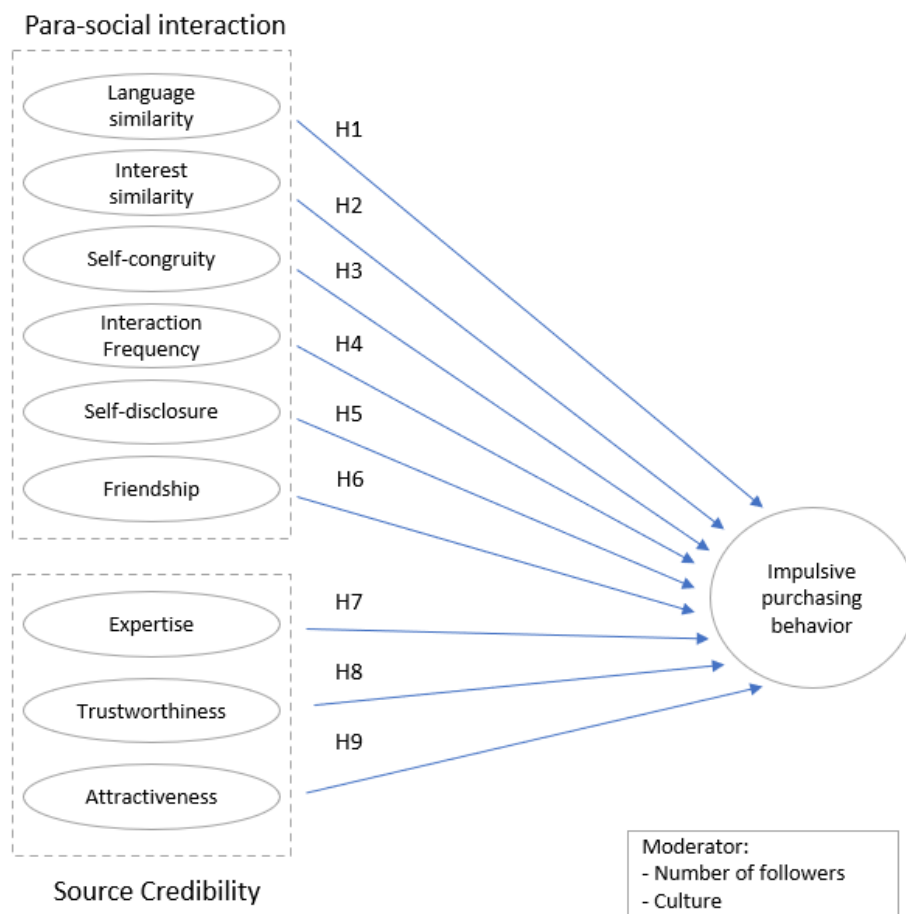 Para-social interaction
Language
similarity
H1
Interest
similarity
H2
Self-congruity
H3
Interaction
Frequency
H4
Self-disclosure
H5
Friendship
H6
Impulsive
purchasing
behavior
Expertise
H7
Trustworthiness
H8
Attractiveness
H9
Source Credibility
Moderator:
- Number of followers
- Culture